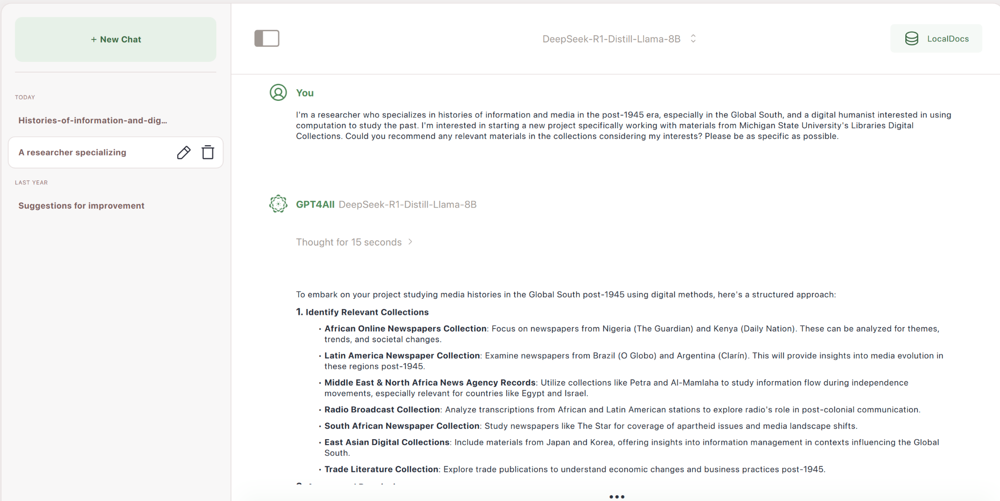 + New Chat
TODAY
Histories-of-information-and-dig...
A researcher specializing
LAST YEAR
Suggestions for improvement
DeepSeek-R1-Distill-Llama-8B
LocalDocs
You
I'm a researcher who specializes in histories of information and media in the post-1945 era, especially in the Global South, and a digital humanist interested in using
computation to study the past. I'm interested in starting a new project specifically working with materials from Michigan State University's Libraries Digital
Collections. Could you recommend any relevant materials in the collections considering my interests? Please be as specific as possible.
GPT4All DeepSeek-R1-Distill-Llama-8B
Thought for 15 seconds
To embark on your project studying media histories in the Global South post-1945 using digital methods, here's a structured approach:
1. Identify Relevant Collections
• African Online Newspapers Collection: Focus on newspapers from Nigeria (The Guardian) and Kenya (Daily Nation). These can be analyzed for themes,
trends, and societal changes.
• Latin America Newspaper Collection: Examine newspapers from Brazil (O Globo) and Argentina (Clarín). This will provide insights into media evolution in
these regions post-1945.
• Middle East & North Africa News Agency Records: Utilize collections like Petra and Al-Mamlaha to study information flow during independence
movements, especially relevant for countries like Egypt and Israel.
• Radio Broadcast Collection: Analyze transcriptions from African and Latin American stations to explore radio's role in post-colonial communication.
• South African Newspaper Collection: Study newspapers like The Star for coverage of apartheid issues and media landscape shifts.
• East Asian Digital Collections: Include materials from Japan and Korea, offering insights into information management in contexts influencing the Global
South.
• Trade Literature Collection: Explore trade publications to understand economic changes and business practices post-1945.